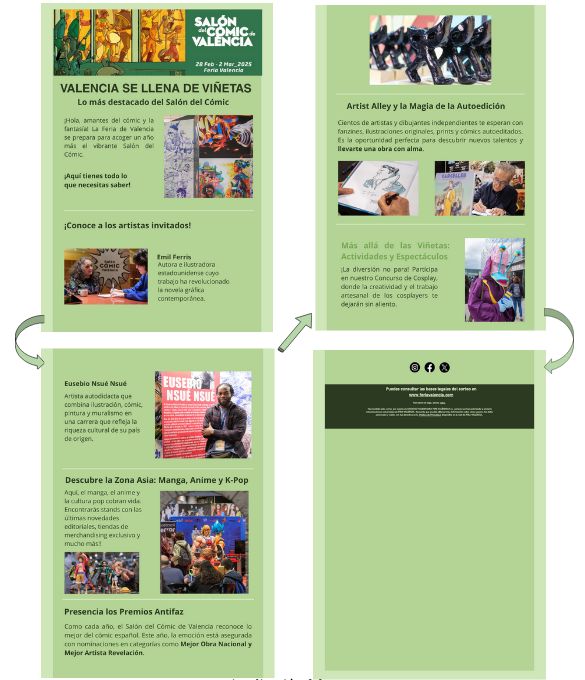 SALÓN
del CÓMIC de
VALENCIA
28 Feb - 2 Mar_2025
Feria Valencia
VALENCIA SE LLENA DE VIÑETAS
Lo más destacado del Salón del Cómic
¡Hola, amantes del cómic y la
fantasía! La Feria de Valencia
se prepara para acoger un año
más el vibrante Salón del
Cómic.
¡Aquí tienes todo lo
que necesitas saber!
¡Conoce a los artistas invitados!
Salón
CÓMIC
Emil Ferris
Autora e ilustradora
estadounidense cuyo
trabajo ha revolucionado
la novela gráfica
contemporánea.
Eusebio Nsué Nsué
Artista autodidacta que
combina ilustración, cómic,
pintura y muralismo en
una carrera que refleja la
riqueza cultural de su país
de origen.
EUSEBIO
NSUE NSUE
Descubre la Zona Asia: Manga, Anime y K-Pop
Aquí, el manga, el anime y
la cultura pop cobran vida.
Encontrarás stands con las
últimas novedades
editoriales, tiendas de
merchandising exclusivo y
mucho más!!
Presencia los Premios Antifaz
Como cada año, el Salón del Cómic de Valencia reconoce lo
mejor del cómic español. Este año, la emoción está asegurada
con nominaciones en categorías como Mejor Obra Nacional y
Mejor Artista Revelación.
Artist Alley y la Magia de la Autoedición
Cientos de artistas y dibujantes independientes te esperan con
fanzines, ilustraciones originales, prints y cómics autoeditados.
Es la oportunidad perfecta para descubrir nuevos talentos y
llevarte una obra con alma.
Más allá de las Viñetas:
Actividades y Espectáculos
¡La diversión no para! Participa
en nuestro Concurso de Cosplay,
donde la creatividad y el trabajo
artesanal de los cosplayers te
dejarán sin aliento.
Puedes consultar las bases legales del sorteo en
www.feriavalencia.com